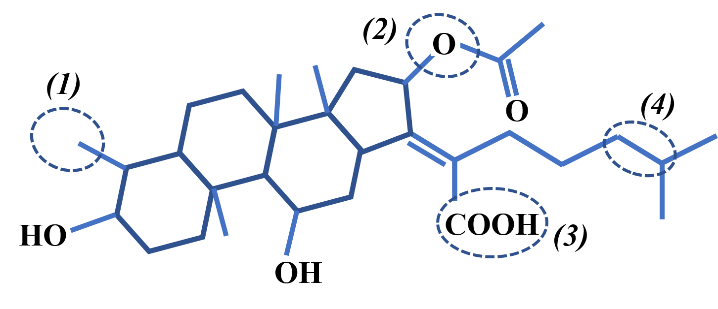 (2)
O
(1)
(4)
O
COOH
(3)
HO
OH